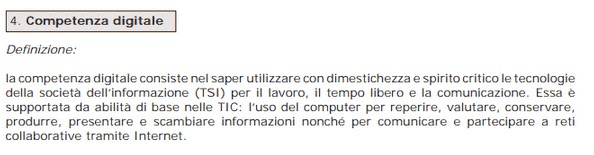 4. Competenza digitale
Definizione:
la competenza digitale consiste nel saper utilizzare con dimestichezza e spirito critico le tecnologie
della società dell'informazione (TSI) per il lavoro, il tempo libero e la comunicazione. Essa è
supportata da abilità di base nelle TIC: l'uso del computer per reperire, valutare, conservare,
produrre, presentare e scambiare informazioni nonché per comunicare e partecipare a reti
collaborative tramite Internet.